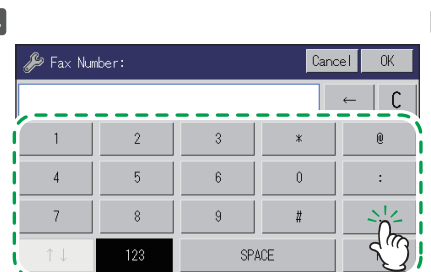 Fax Number: Cancel OK
← C
1 2 3 * @
4 5 6 0 :
7 8 9 #
↑↓ 123 SPACE